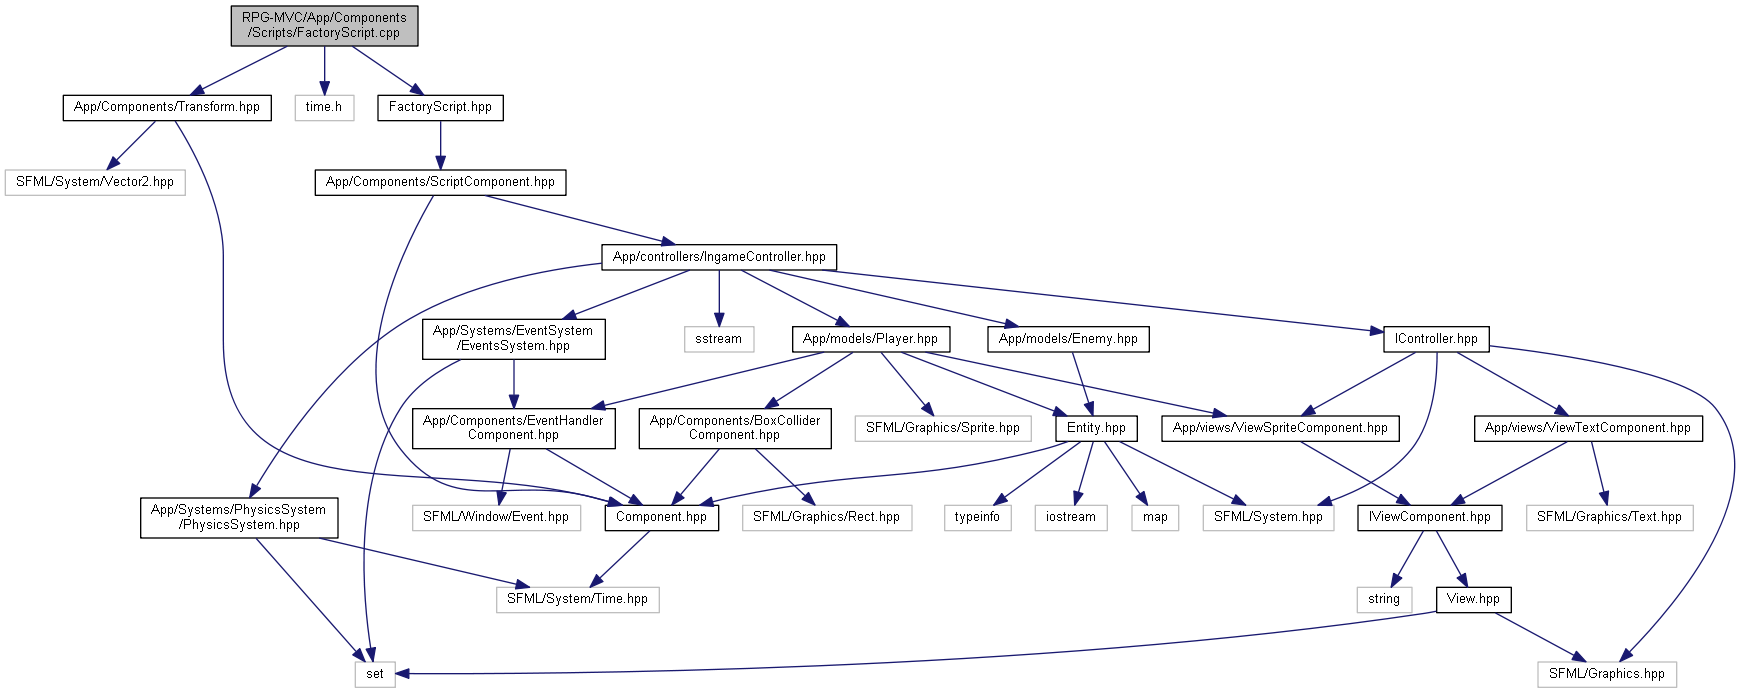 RPG-MVC/App/Components
/Scripts/FactoryScript.cpp
App/Components/Transform.hpp
time.h
FactoryScript.hpp
SFML/System/Vector2.hpp
App/Components/ScriptComponent.hpp
App/controllers/IngameController.hpp
App/Systems/EventSystem
/EventsSystem.hpp
sstream
App/models/Player.hpp
App/models/Enemy.hpp
IController.hpp
App/Components/EventHandler
Component.hpp
App/Components/BoxCollider
Component.hpp
SFML/Graphics/Sprite.hpp
Entity.hpp
App/views/ViewSpriteComponent.hpp
App/views/ViewTextComponent.hpp
App/Systems/PhysicsSystem
/PhysicsSystem.hpp
SFML/Window/Event.hpp
Component.hpp
SFML/Graphics/Rect.hpp
typeinfo
iostream
map
SFML/System.hpp
IViewComponent.hpp
SFML/Graphics/Text.hpp
SFML/System/Time.hpp
string
View.hpp
set
SFML/Graphics.hpp